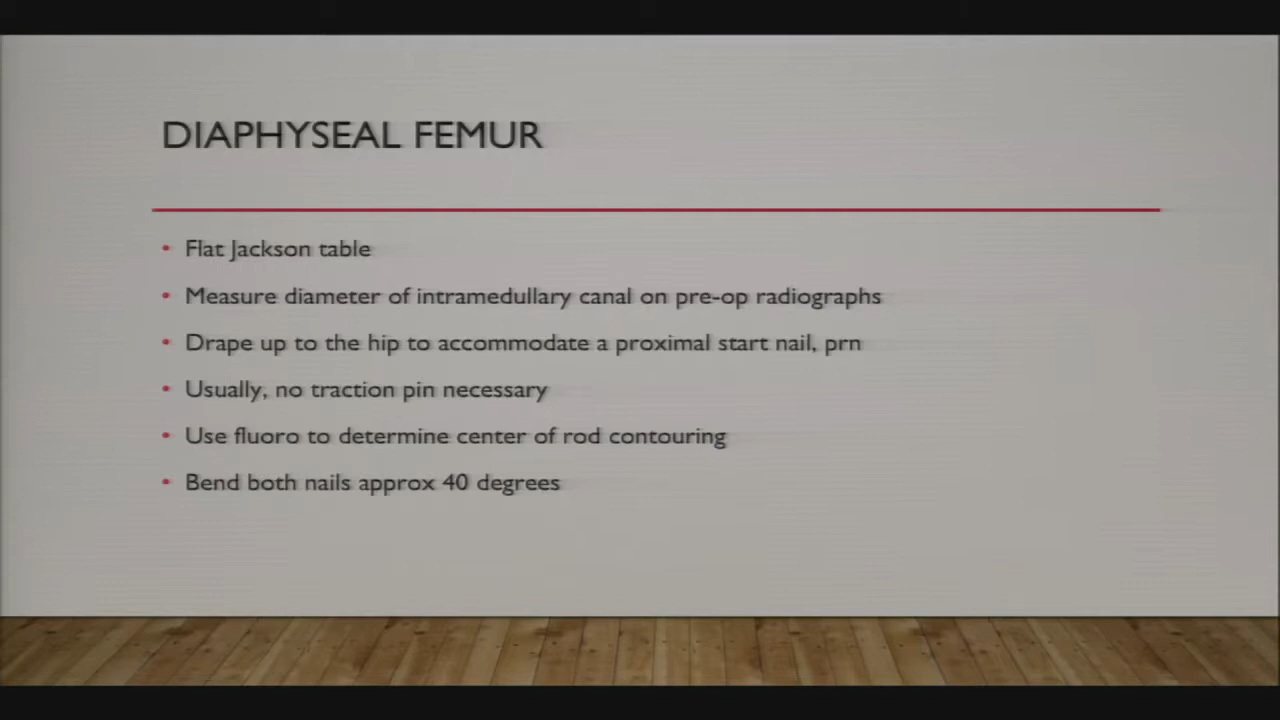 DIAPHYSEAL FEMUR
• Flat Jackson table
• Measure diameter of intramedullary canal on pre-op radiographs
• Drape up to the hip to accommodate a proximal start nail, prn
• Usually, no traction pin necessary
• Use fluoro to determine center of rod contouring
• Bend both nails approx 40 degrees